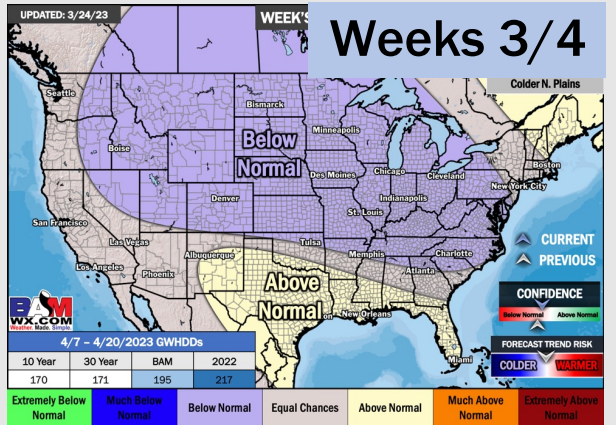 UPDATED: 3/24/23
WEEK'S
Weeks 3/4
Colder N. Plains
Seattle
Bismarck
Minneapolis
Boise
Below
Normal
Boston
Des Moines
Chicago
Cleveland
New York City
Denver
Indianapolis
St. Louis
San Francisco
Las Vegas
Tulsa
CURRENT
PREVIOUS
Albuquerque
Memphis
Charlotte
Los Angeles
Phoenix
Atlanta
Above
Normal
on
New Orleans
CONFIDENCE
Below Normal
Above Normal
BAM
WX.COM
Weather. Made. Simple.
FORECAST TREND RISK
COLDER
WARMER
Miami
4/7 – 4/20/2023 GWHDDs
10 Year 30 Year BAM 2022
170 171 195 217
Extremely Below Normal
Much Below Normal
Below Normal
Equal Chances
Above Normal
Much Above Normal
Extremely Above Normal